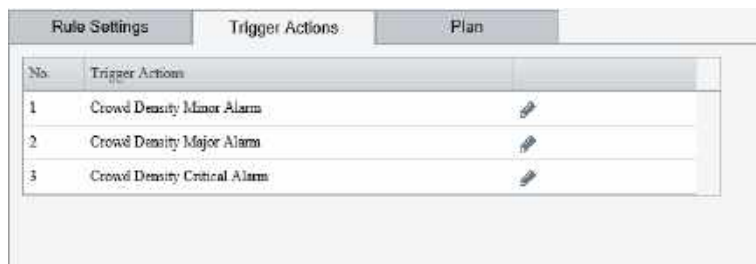 Rule Settings Trigger Actions Plan
No. Trigger Actions
1 Crowd Density Minor Alarm
2 Crowd Density Major Alarm
3 Crowd Density Critical Alarm